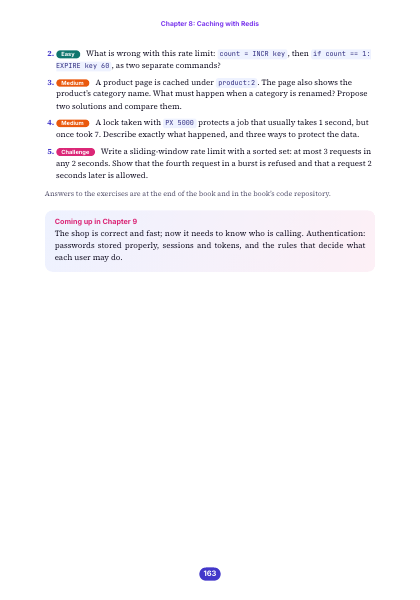 Chapter 8: Caching with Redis
2. Easy What is wrong with this rate limit: count = INCR key, then if count == 1:
EXPIRE key 60, as two separate commands?
3. Medium A product page is cached under product:2. The page also shows the
product's category name. What must happen when a category is renamed? Propose
two solutions and compare them.
4. Medium A lock taken with PX 5000 protects a job that usually takes 1 second, but
once took 7. Describe exactly what happened, and three ways to protect the data.
5. Challenge Write a sliding-window rate limit with a sorted set: at most 3 requests in
any 2 seconds. Show that the fourth request in a burst is refused and that a request 2
seconds later is allowed.
Answers to the exercises are at the end of the book and in the book's code repository.
Coming up in Chapter 9
The shop is correct and fast; now it needs to know who is calling. Authentication:
passwords stored properly, sessions and tokens, and the rules that decide what
each user may do.
163